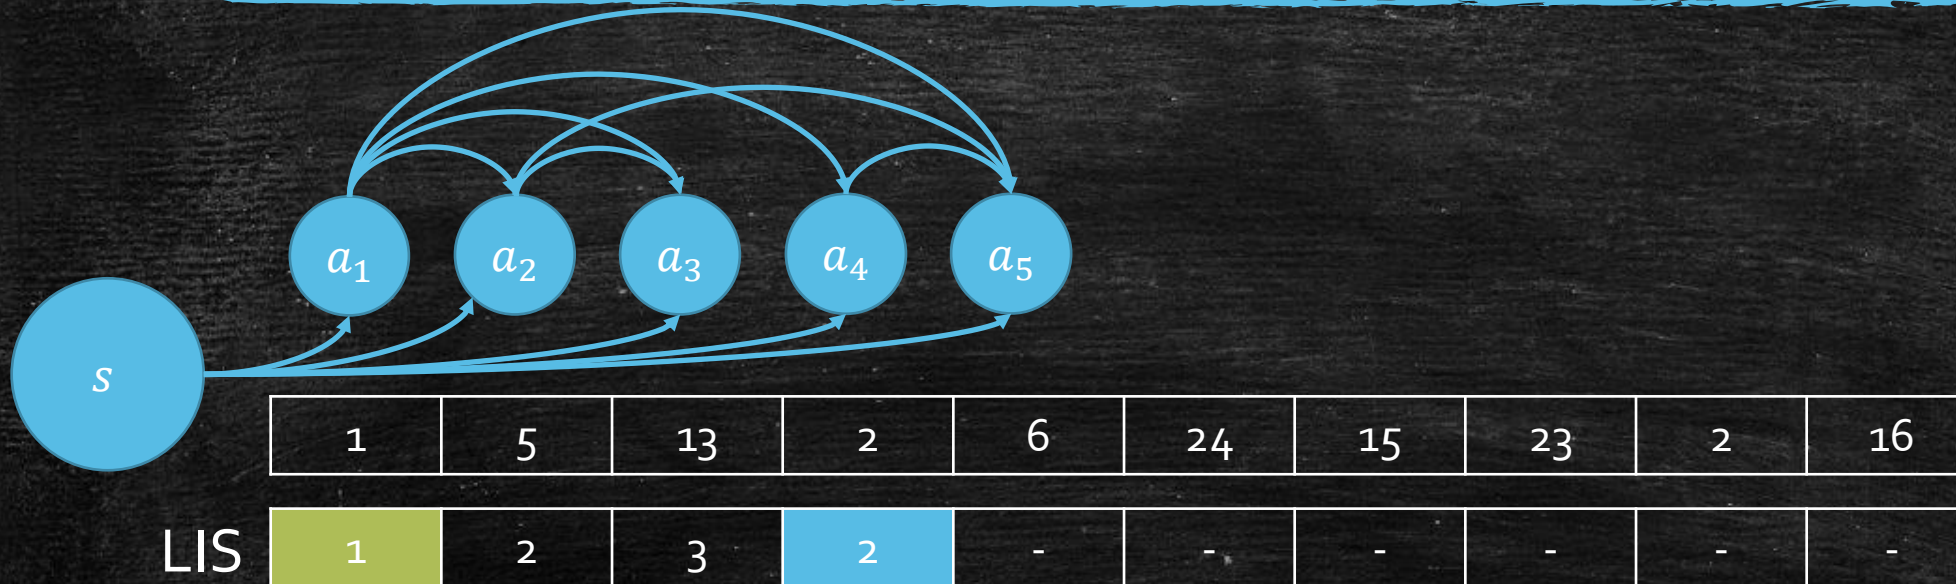 a₁ a₂ a₃ a₄ a₅
s
1 5 13 2 6 24 15 23 2 16
LIS 1 2 3 2 - - - - - -